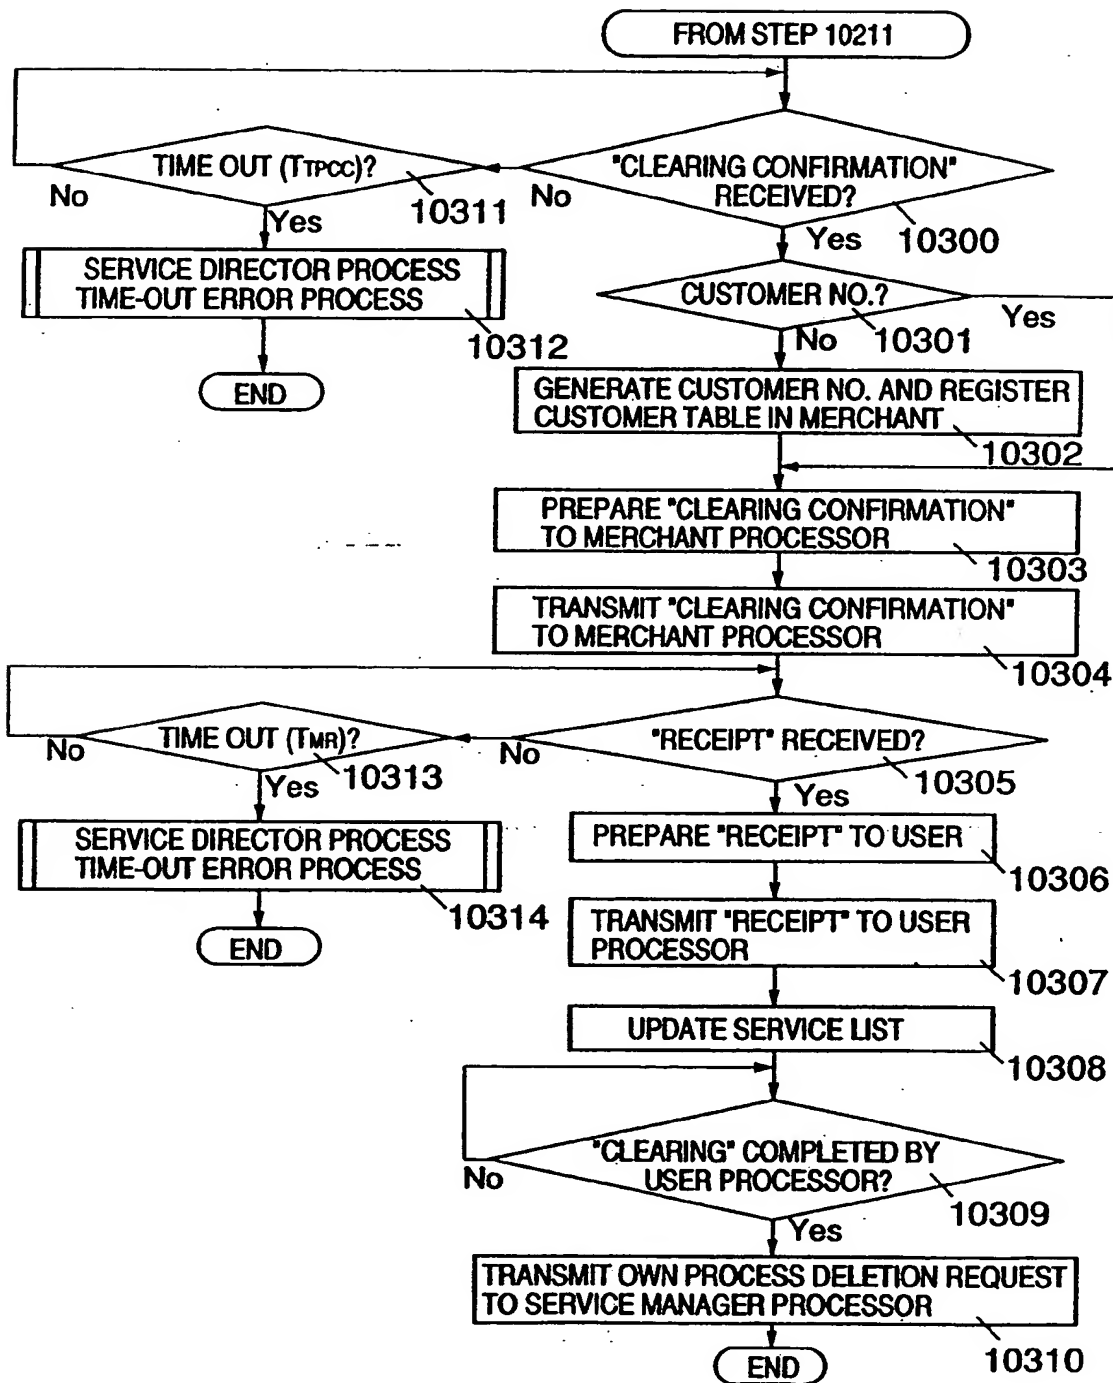 FROM STEP 10211
TIME OUT (TTPCC)?
No
10311
Yes
"CLEARING CONFIRMATION"
RECEIVED?
No
10300
Yes
SERVICE DIRECTOR PROCESS
TIME-OUT ERROR PROCESS
10312
END
CUSTOMER NO.?
10301
Yes
No
GENERATE CUSTOMER NO. AND REGISTER
CUSTOMER TABLE IN MERCHANT
10302
PREPARE "CLEARING CONFIRMATION"
TO MERCHANT PROCESSOR
10303
TRANSMIT "CLEARING CONFIRMATION"
TO MERCHANT PROCESSOR
10304
TIME OUT (TMR)?
No
10313
Yes
"RECEIPT" RECEIVED?
No
10305
Yes
SERVICE DIRECTOR PROCESS
TIME-OUT ERROR PROCESS
10314
END
PREPARE "RECEIPT" TO USER
10306
TRANSMIT "RECEIPT" TO USER
PROCESSOR
10307
UPDATE SERVICE LIST
10308
"CLEARING" COMPLETED BY
USER PROCESSOR?
No
10309
Yes
TRANSMIT OWN PROCESS DELETION REQUEST
TO SERVICE MANAGER PROCESSOR
10310
END